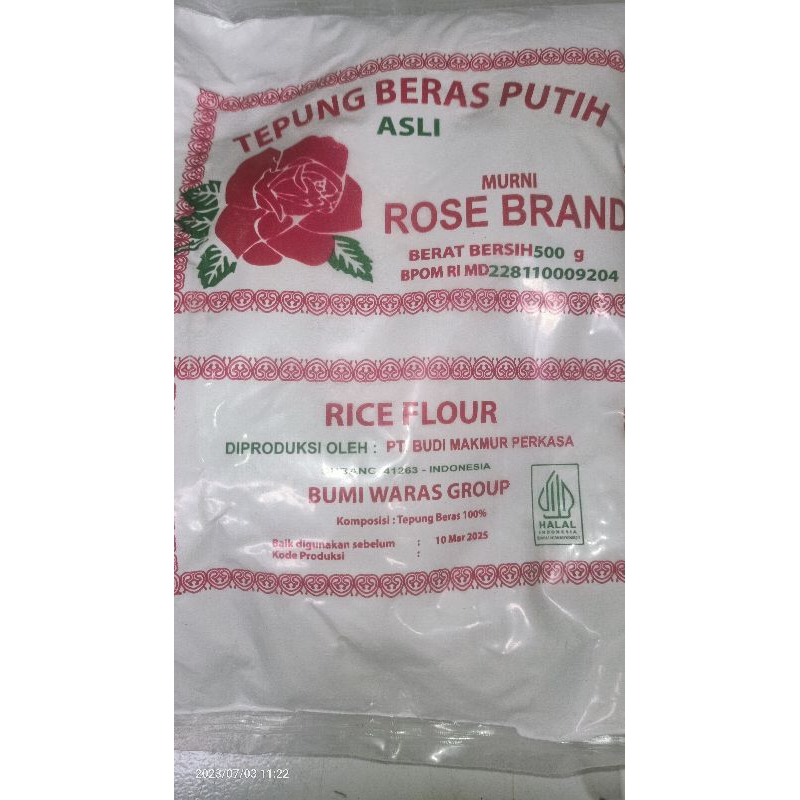 TEPUNG BERAS PUTIH
ASLI
MURNI
ROSE BRAND
BERAT BERSIH 500 g
BPOM RI MD228110009204
RICE FLOUR
DIPRODUKSI OLEH : PT. BUDI MAKMUR PERKASA
41263 - INDONESIA
BUMI WARAS GROUP
Komposisi : Tepung Beras 100%
HALAL
INDONESIA
Baik digunakan sebelum : 10 Mar 2025
Kode Produksi :
2023/07/03 11:22